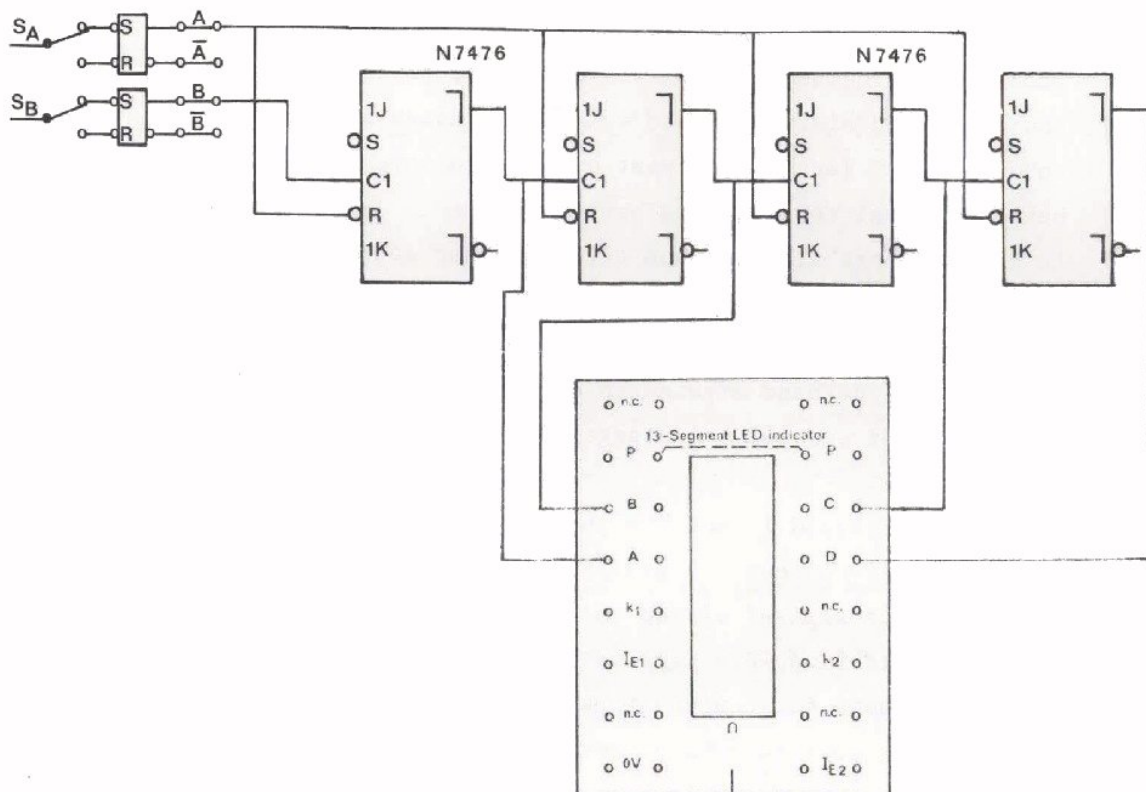 S_A S A
R A̅
S_B S B
R B̅
N7476 N7476
1J 1J 1J 1J
S S S S
C1 C1 C1 C1
R R R R
1K 1K 1K 1K
n.c. n.c.
13-Segment LED indicator
P P
B C
A D
k1 n.c.
I_E1 k2
n.c. n.c.
0V I_E2